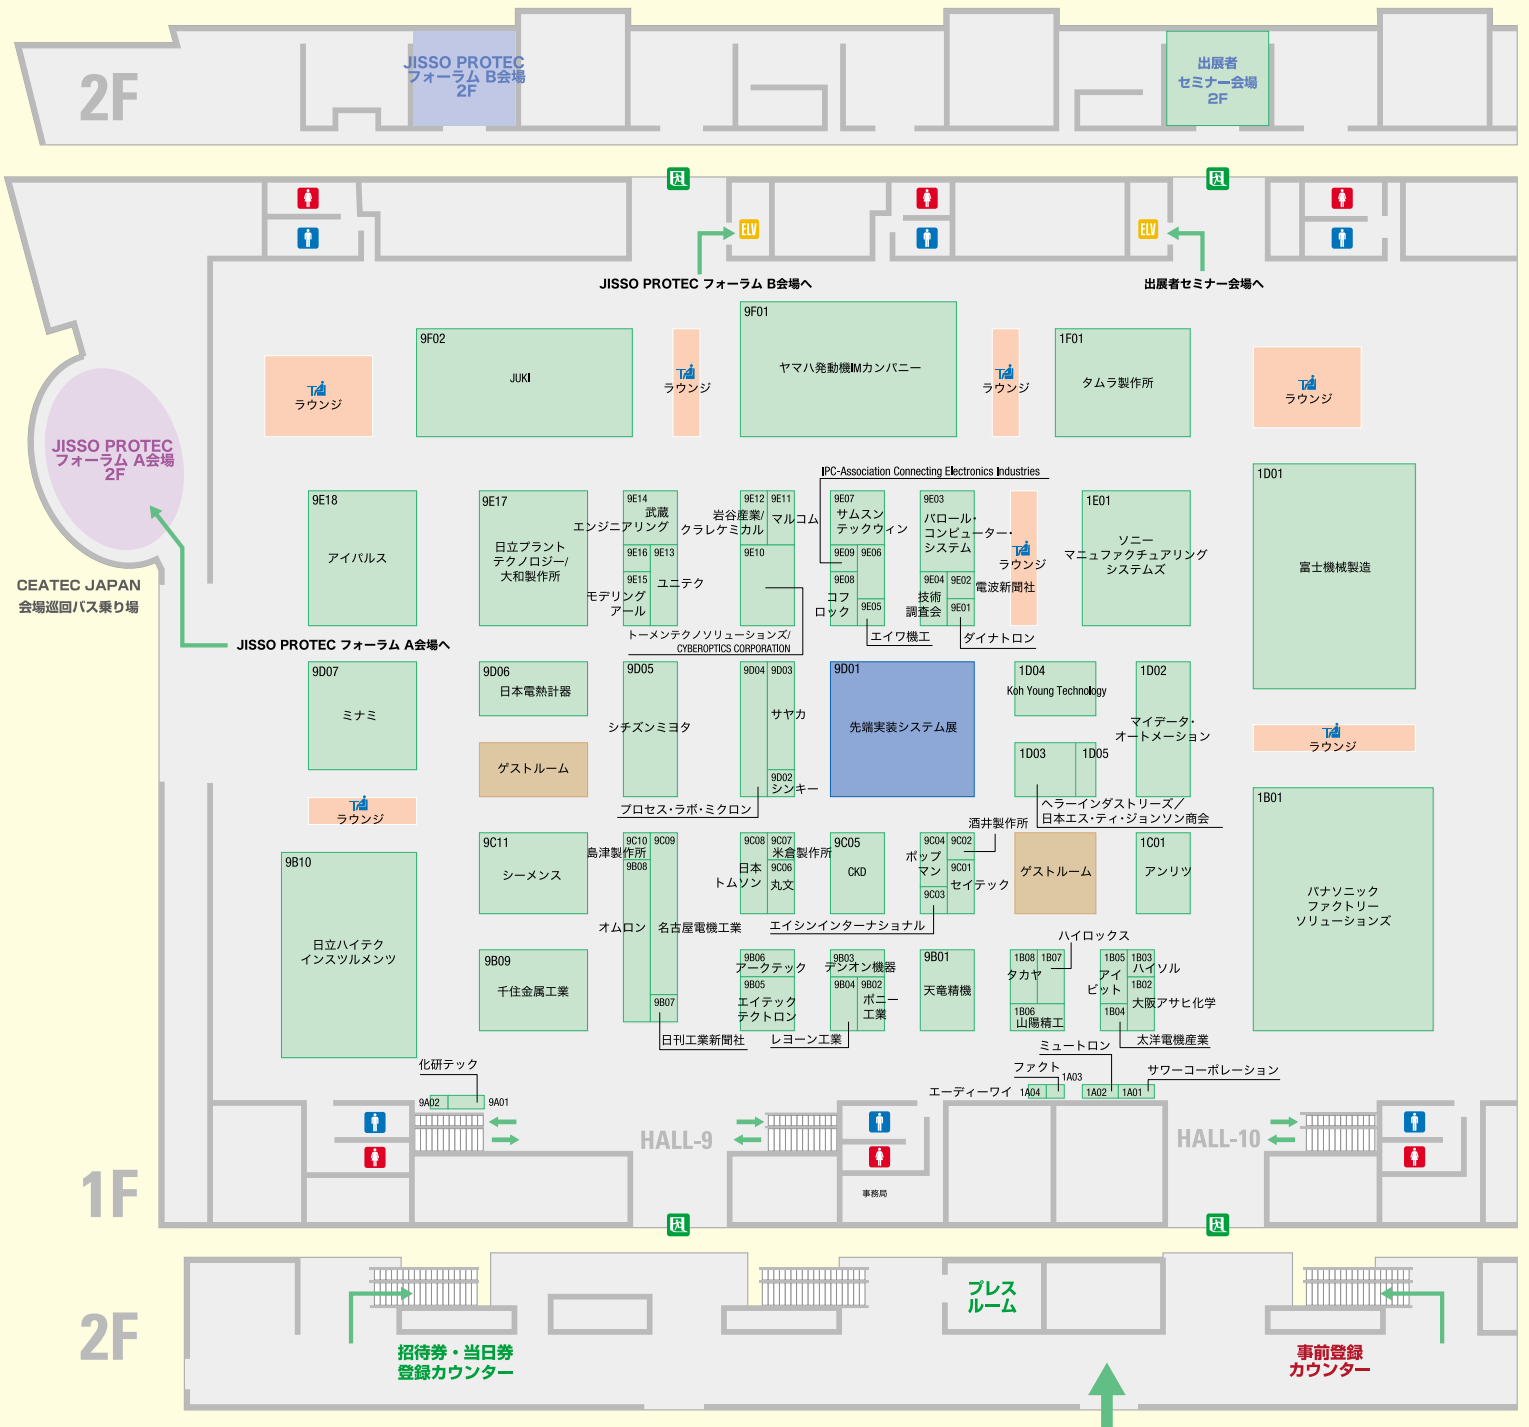 2F
JISSO PROTEC
フォーラム B会場
2F
出展者
セミナー会場
2F
ELV
ELV
JISSO PROTEC フォーラム B会場へ
出展者セミナー会場へ
9F02
JUKI
9F01
ヤマハ発動機IMカンパニー
1F01
タムラ製作所
ラウンジ
ラウンジ
ラウンジ
ラウンジ
JISSO PROTEC
フォーラム A会場
2F
CEATEC JAPAN
会場巡回バス乗り場
JISSO PROTEC フォーラム A会場へ
IPC-Association Connecting Electronics Industries
9E18
アイパルス
9E17
日立プラント
テクノロジー/
大和製作所
9E14
武蔵
エンジニアリング
9E16
9E13
9E15
ユニテク
モデリング
アール
9E12
9E11
岩谷産業/
クラレケミカル
マルコム
9E10
トーメンテクノソリューションズ/
CYBEROPTICS CORPORATION
9E07
サムスン
テックウィン
9E09
9E06
9E08
コフ
ロック
9E05
エイワ機工
9E03
バロール・
コンピューター・
システム
9E04
9E02
技術
調査会
電波新聞社
9E01
ダイナトロン
ラウンジ
1E01
ソニー
マニュファクチュアリング
システムズ
1D01
富士機械製造
9D07
ミナミ
9D06
日本電熱計器
ゲストルーム
9D05
シチズンミヨタ
9D04
9D03
サヤカ
9D02
シンキー
プロセス・ラボ・ミクロン
9D01
先端実装システム展
1D04
Koh Young Technology
1D03
1D05
ヘラーインダストリーズ／
日本エス・ティ・ジョンソン商会
1D02
マイデータ・
オートメーション
ラウンジ
ラウンジ
9B10
日立ハイテク
インスツルメンツ
9C11
シーメンス
9C10
9C09
島津製作所
9B08
オムロン
名古屋電機工業
9B07
日刊工業新聞社
9C08
9C07
米倉製作所
日本
トムソン
9C06
丸文
9C05
CKD
酒井製作所
9C04
9C02
ポップ
マン
9C01
セイテック
9C03
エイシンインターナショナル
ゲストルーム
1C01
アンリツ
1B01
パナソニック
ファクトリー
ソリューションズ
9B09
千住金属工業
9B06
アークテック
9B05
エイテック
テクトロン
9B03
デンオン機器
9B04
9B02
ポニー
工業
レヨーン工業
9B01
天竜精機
ハイロックス
1B08
1B07
タカヤ
1B06
山陽精工
1B05
1B03
アイ
ビット
ハイソル
1B02
大阪アサヒ化学
1B04
太洋電機産業
化研テック
9A02
9A01
ミュートロン
ファクト
1A03
エーディーワイ
1A04
1A02
1A01
サワーコーポレーション
HALL-9
HALL-10
事務局
1F
2F
招待券・当日券
登録カウンター
プレス
ルーム
事前登録
カウンター